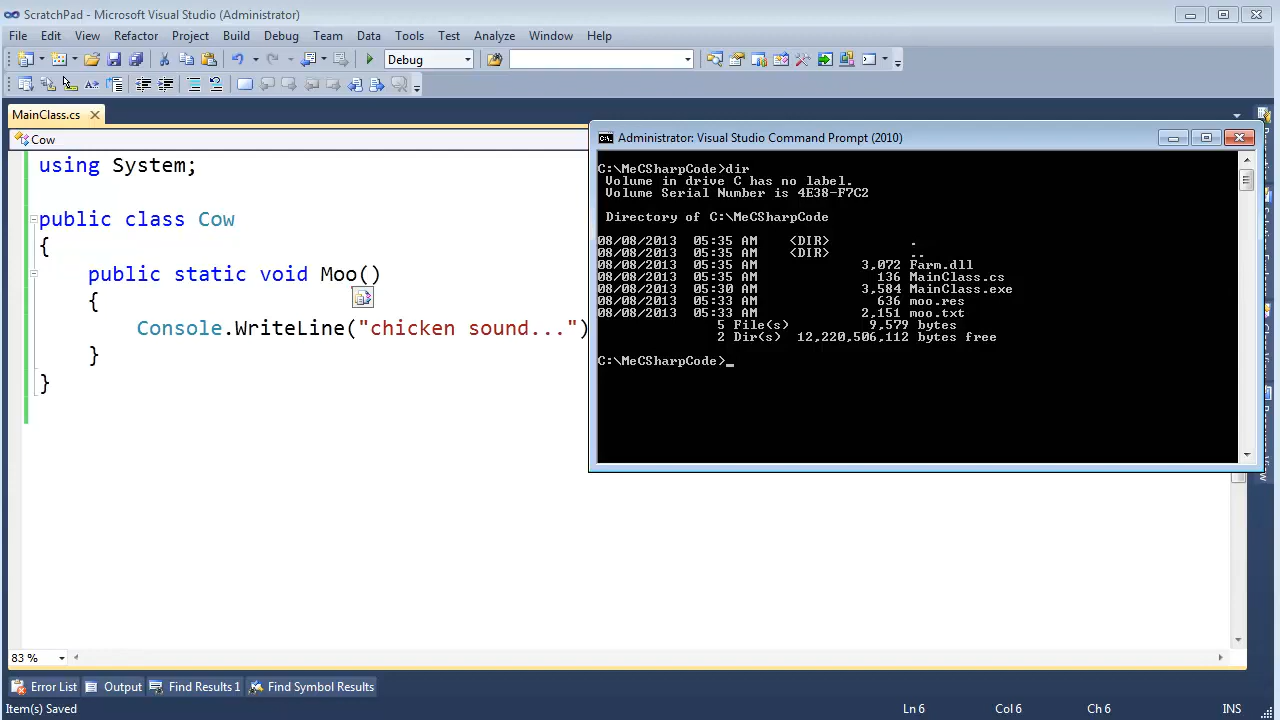 ScratchPad - Microsoft Visual Studio (Administrator)
File Edit View Refactor Project Build Debug Team Data Tools Test Analyze Window Help
Debug
MainClass.cs
Cow
using System;
public class Cow
{
public static void Moo()
{
Console.WriteLine("chicken sound...")
}
}
Administrator: Visual Studio Command Prompt (2010)
C:\MeCSharpCode>dir
Volume in drive C has no label.
Volume Serial Number is 4E38-F7C2
Directory of C:\MeCSharpCode
08/08/2013 05:35 AM <DIR> .
08/08/2013 05:35 AM <DIR> ..
08/08/2013 05:35 AM 3,072 Farm.dll
08/08/2013 05:35 AM 136 MainClass.cs
08/08/2013 05:30 AM 3,584 MainClass.exe
08/08/2013 05:33 AM 636 moo.res
08/08/2013 05:33 AM 2,151 moo.txt
5 File(s) 9,579 bytes
2 Dir(s) 12,220,506,112 bytes free
C:\MeCSharpCode>_
83 %
Error List Output Find Results 1 Find Symbol Results
Item(s) Saved Ln 6 Col 6 Ch 6 INS